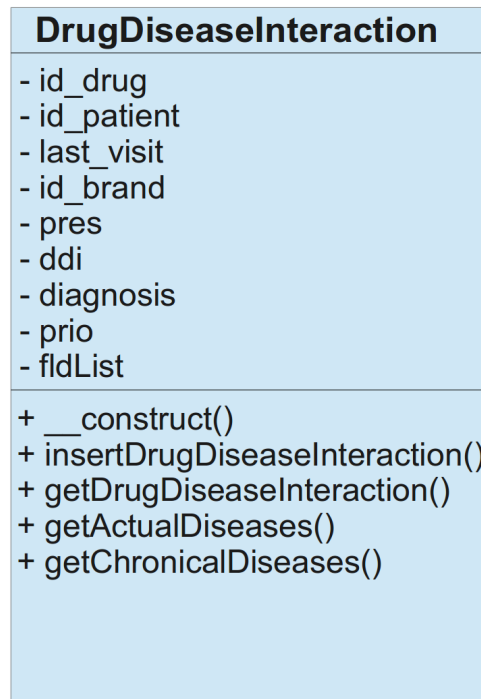 DrugDiseaseInteraction
- id_drug
- id_patient
- last_visit
- id_brand
- pres
- ddi
- diagnosis
- prio
- fldList
+ __construct()
+ insertDrugDiseaseInteraction()
+ getDrugDiseaseInteraction()
+ getActualDiseases()
+ getChronicalDiseases()